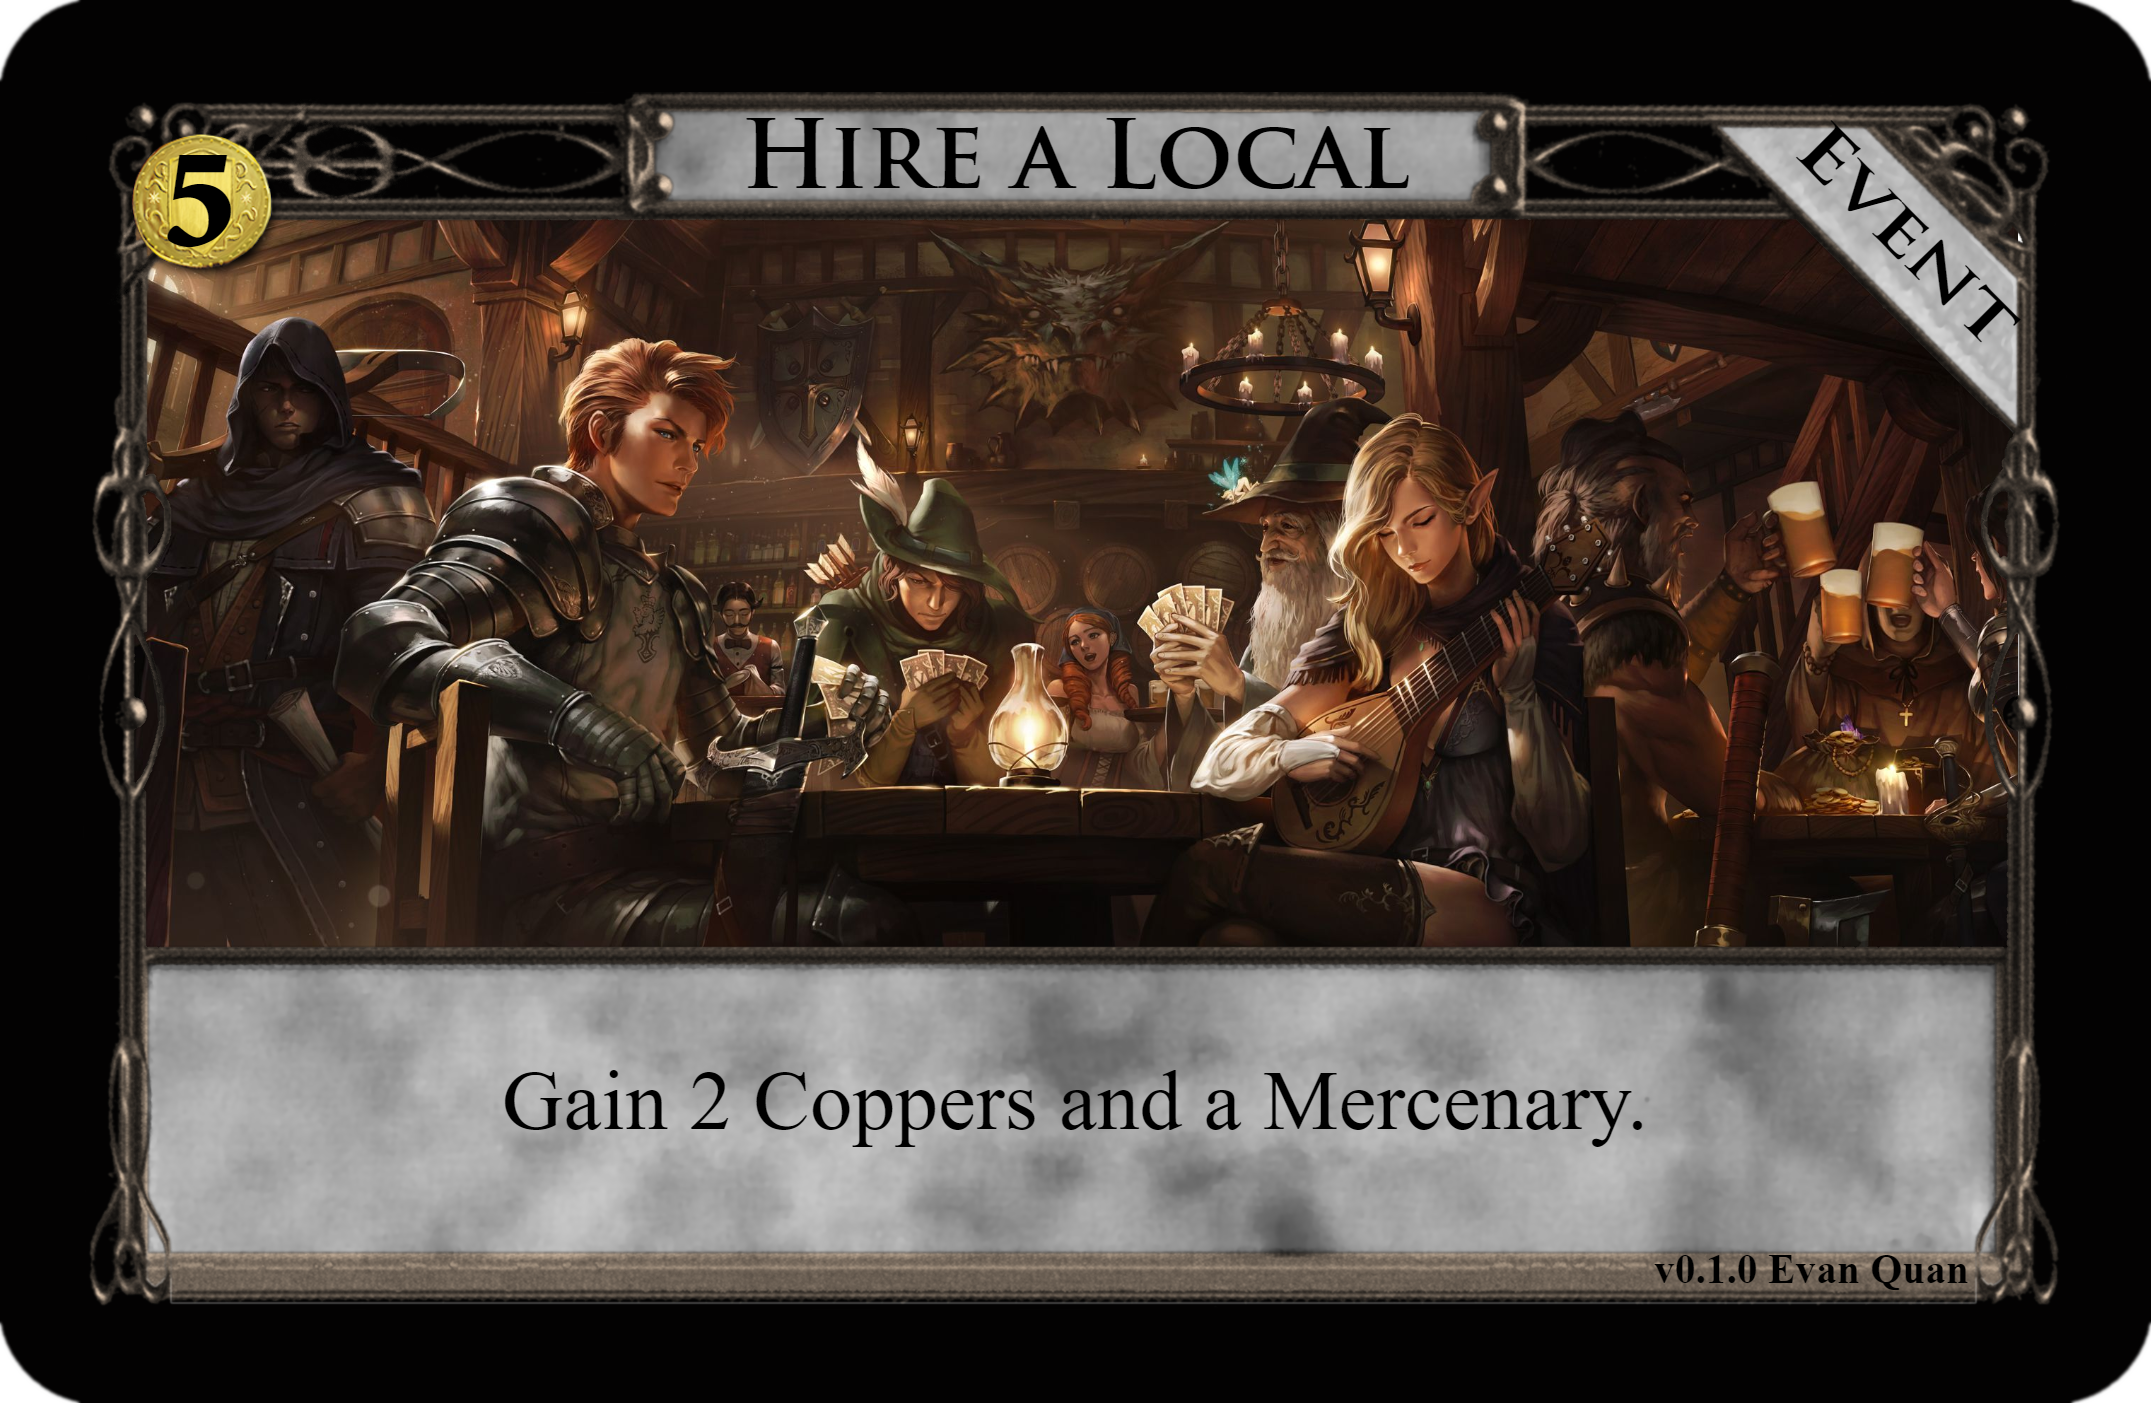 Hire a Local
5
Event
Gain 2 Coppers and a Mercenary.
v0.1.0 Evan Quan